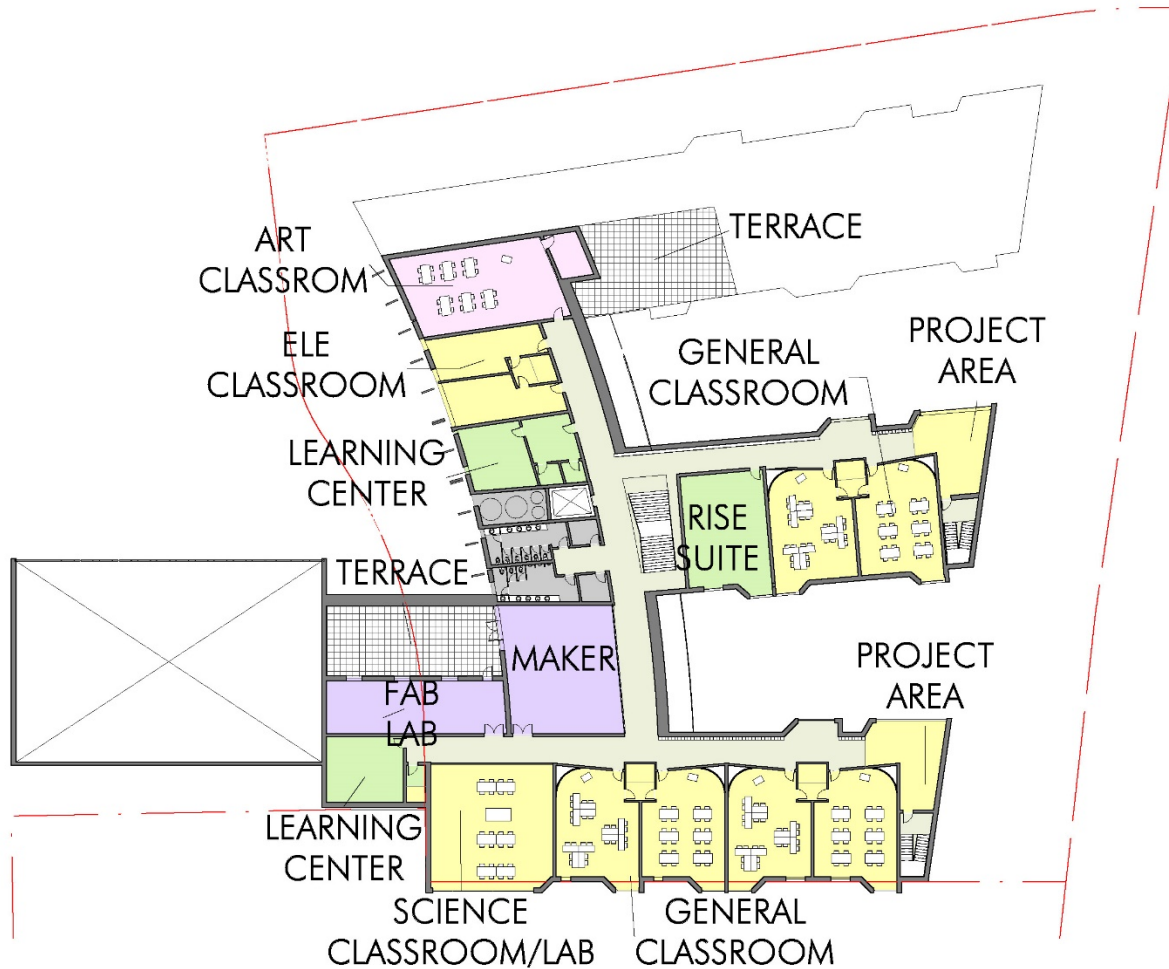 TERRACE
ART
CLASSROM
ELE
CLASSROOM
GENERAL
CLASSROOM
PROJECT
AREA
LEARNING
CENTER
RISE
SUITE
TERRACE
MAKER
PROJECT
AREA
FAB
LAB
LEARNING
CENTER
SCIENCE
CLASSROOM/LAB
GENERAL
CLASSROOM